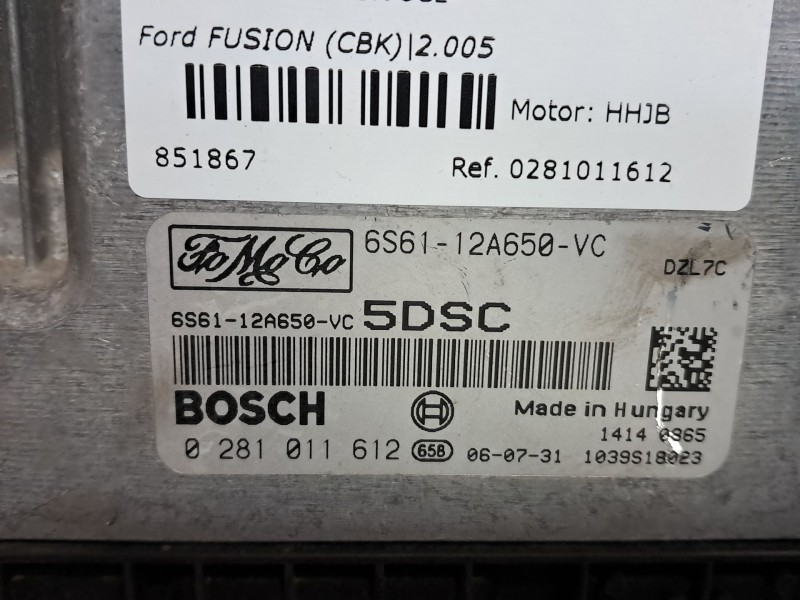 Ford FUSION (CBK)|2.005
Motor: HHJB
851867
Ref. 0281011612
FoMoCo
6S61-12A650-VC
DZL7C
6S61-12A650-VC 5DSC
BOSCH
Made in Hungary
1414 0865
0 281 011 612 658 06-07-31 1039S18023